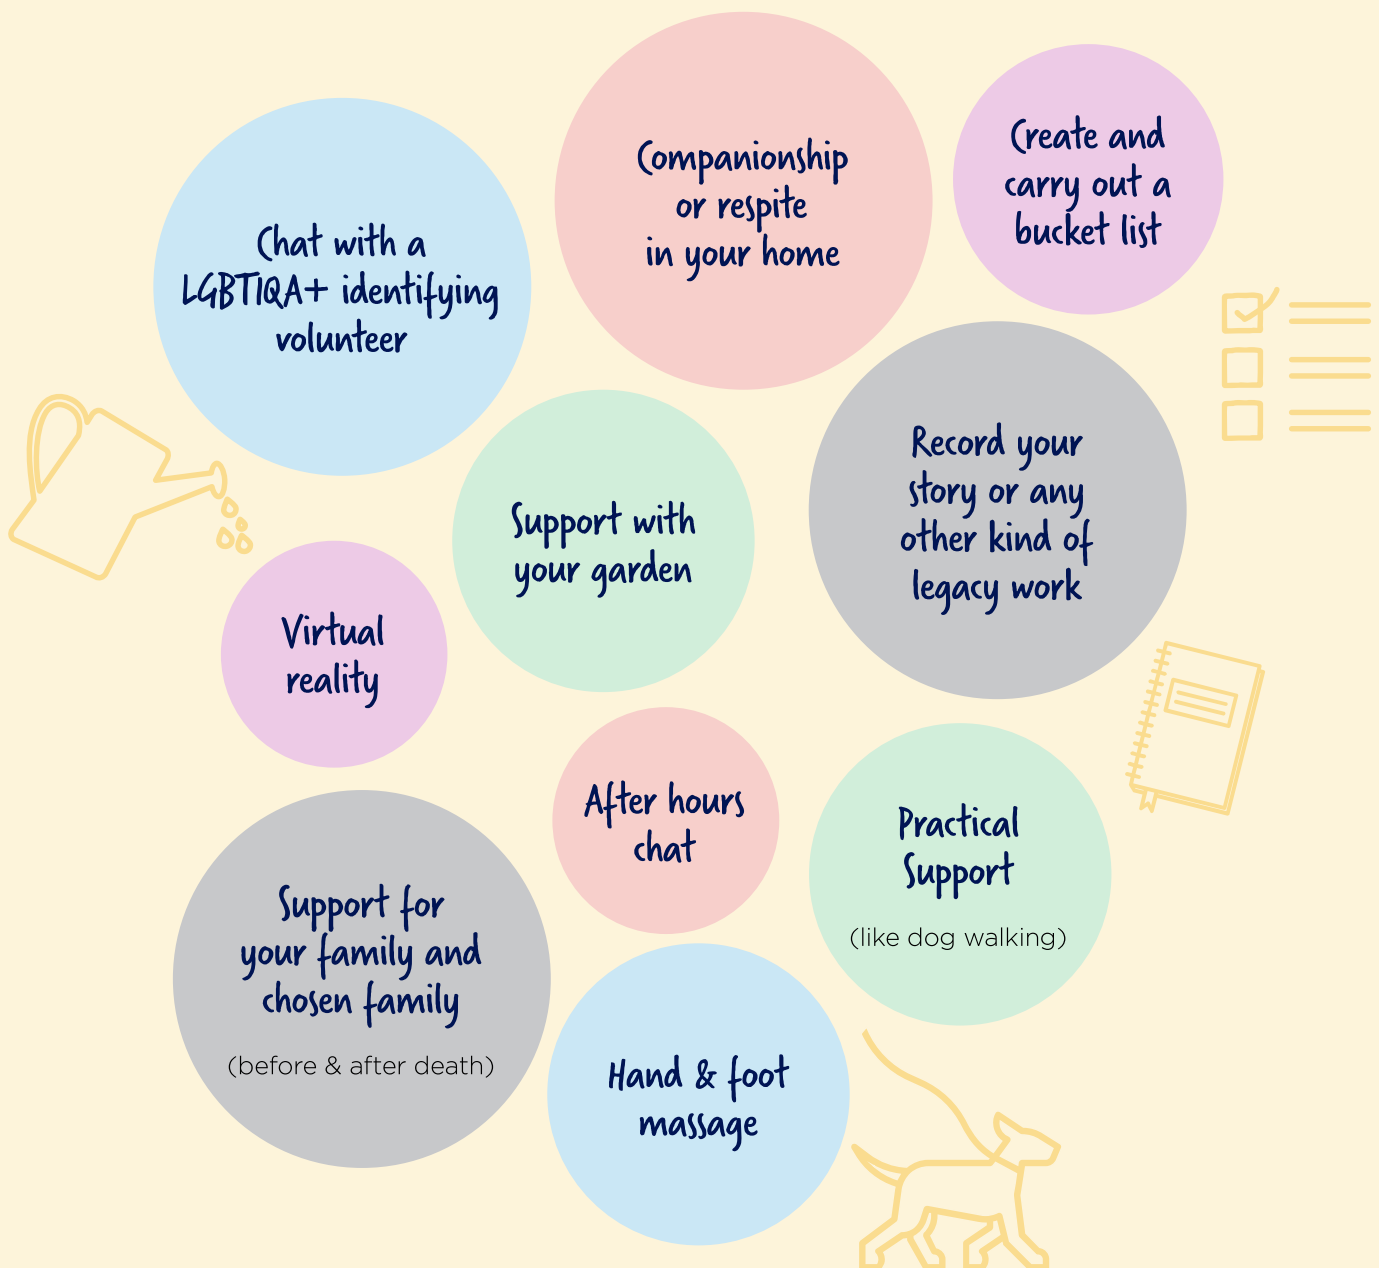 Companionship
or respite
in your home
Create and
carry out a
bucket list
Chat with a
LGBTIQA+ identifying
volunteer
Record your
story or any
other kind of
legacy work
Support with
your garden
Virtual
reality
After hours
chat
Practical
Support
(like dog walking)
Support for
your family and
chosen family
(before & after death)
Hand & foot
massage